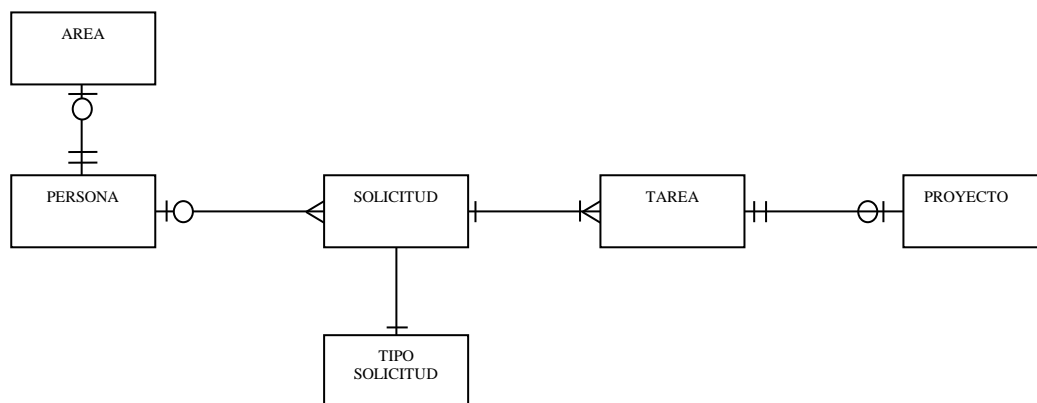 AREA
PERSONA
SOLICITUD
TAREA
PROYECTO
TIPO
SOLICITUD